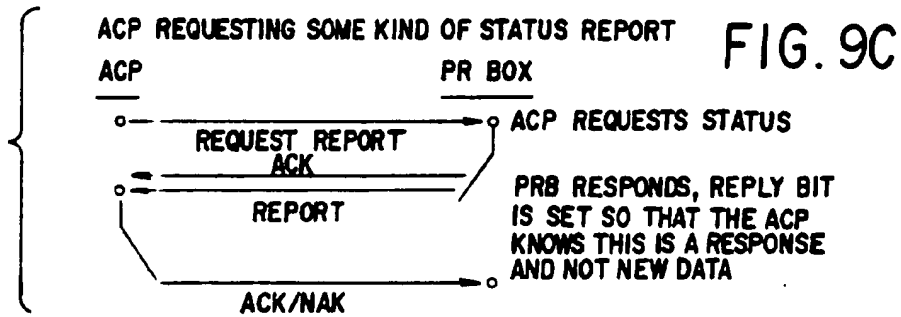 ACP REQUESTING SOME KIND OF STATUS REPORT
FIG. 9C
ACP
PR BOX
ACP REQUESTS STATUS
REQUEST REPORT
ACK
REPORT
PRB RESPONDS, REPLY BIT
IS SET SO THAT THE ACP
KNOWS THIS IS A RESPONSE
AND NOT NEW DATA
ACK/NAK